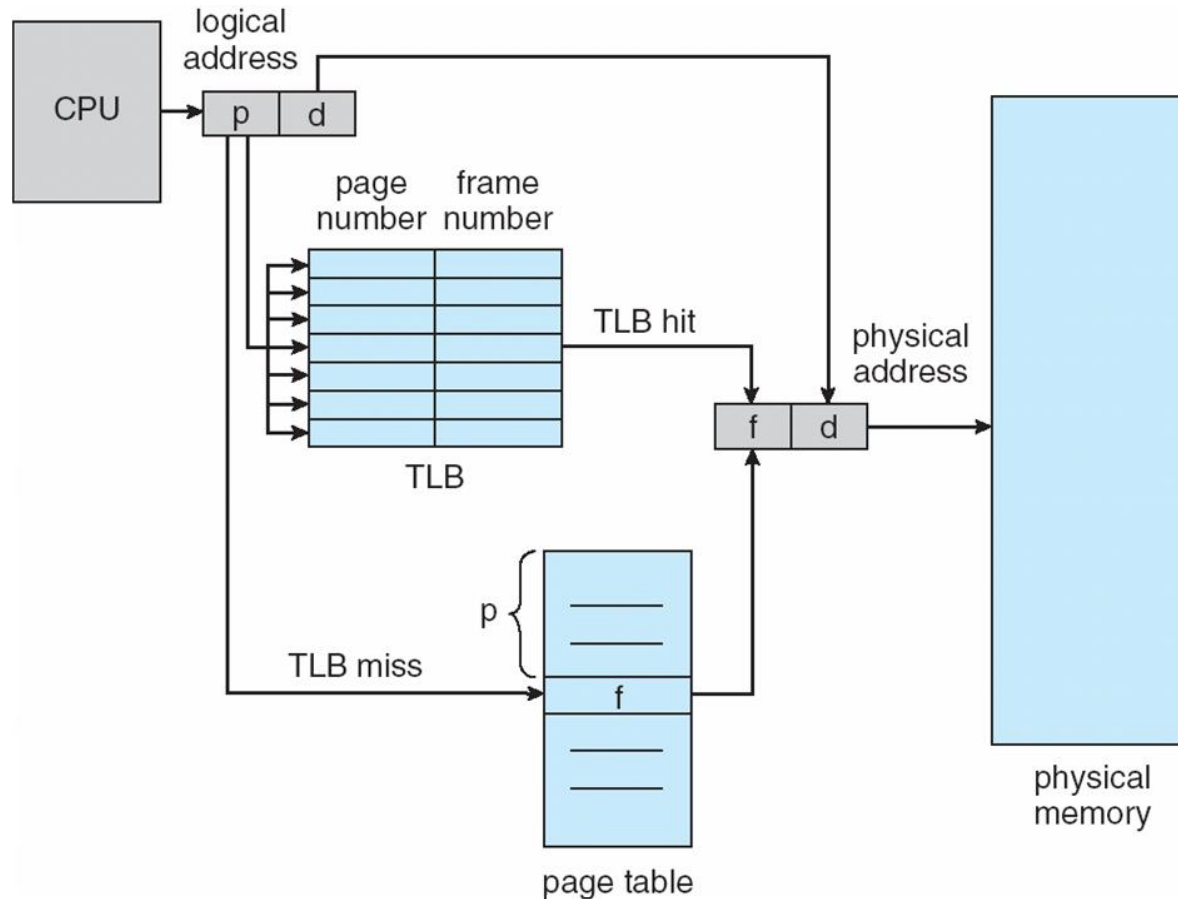 logical
address
CPU
p
d
page
number
frame
number
TLB hit
TLB
physical
address
f
d
p
TLB miss
f
page table
physical
memory